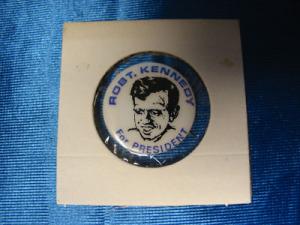 ROBT. KENNEDY
For PRESIDENT